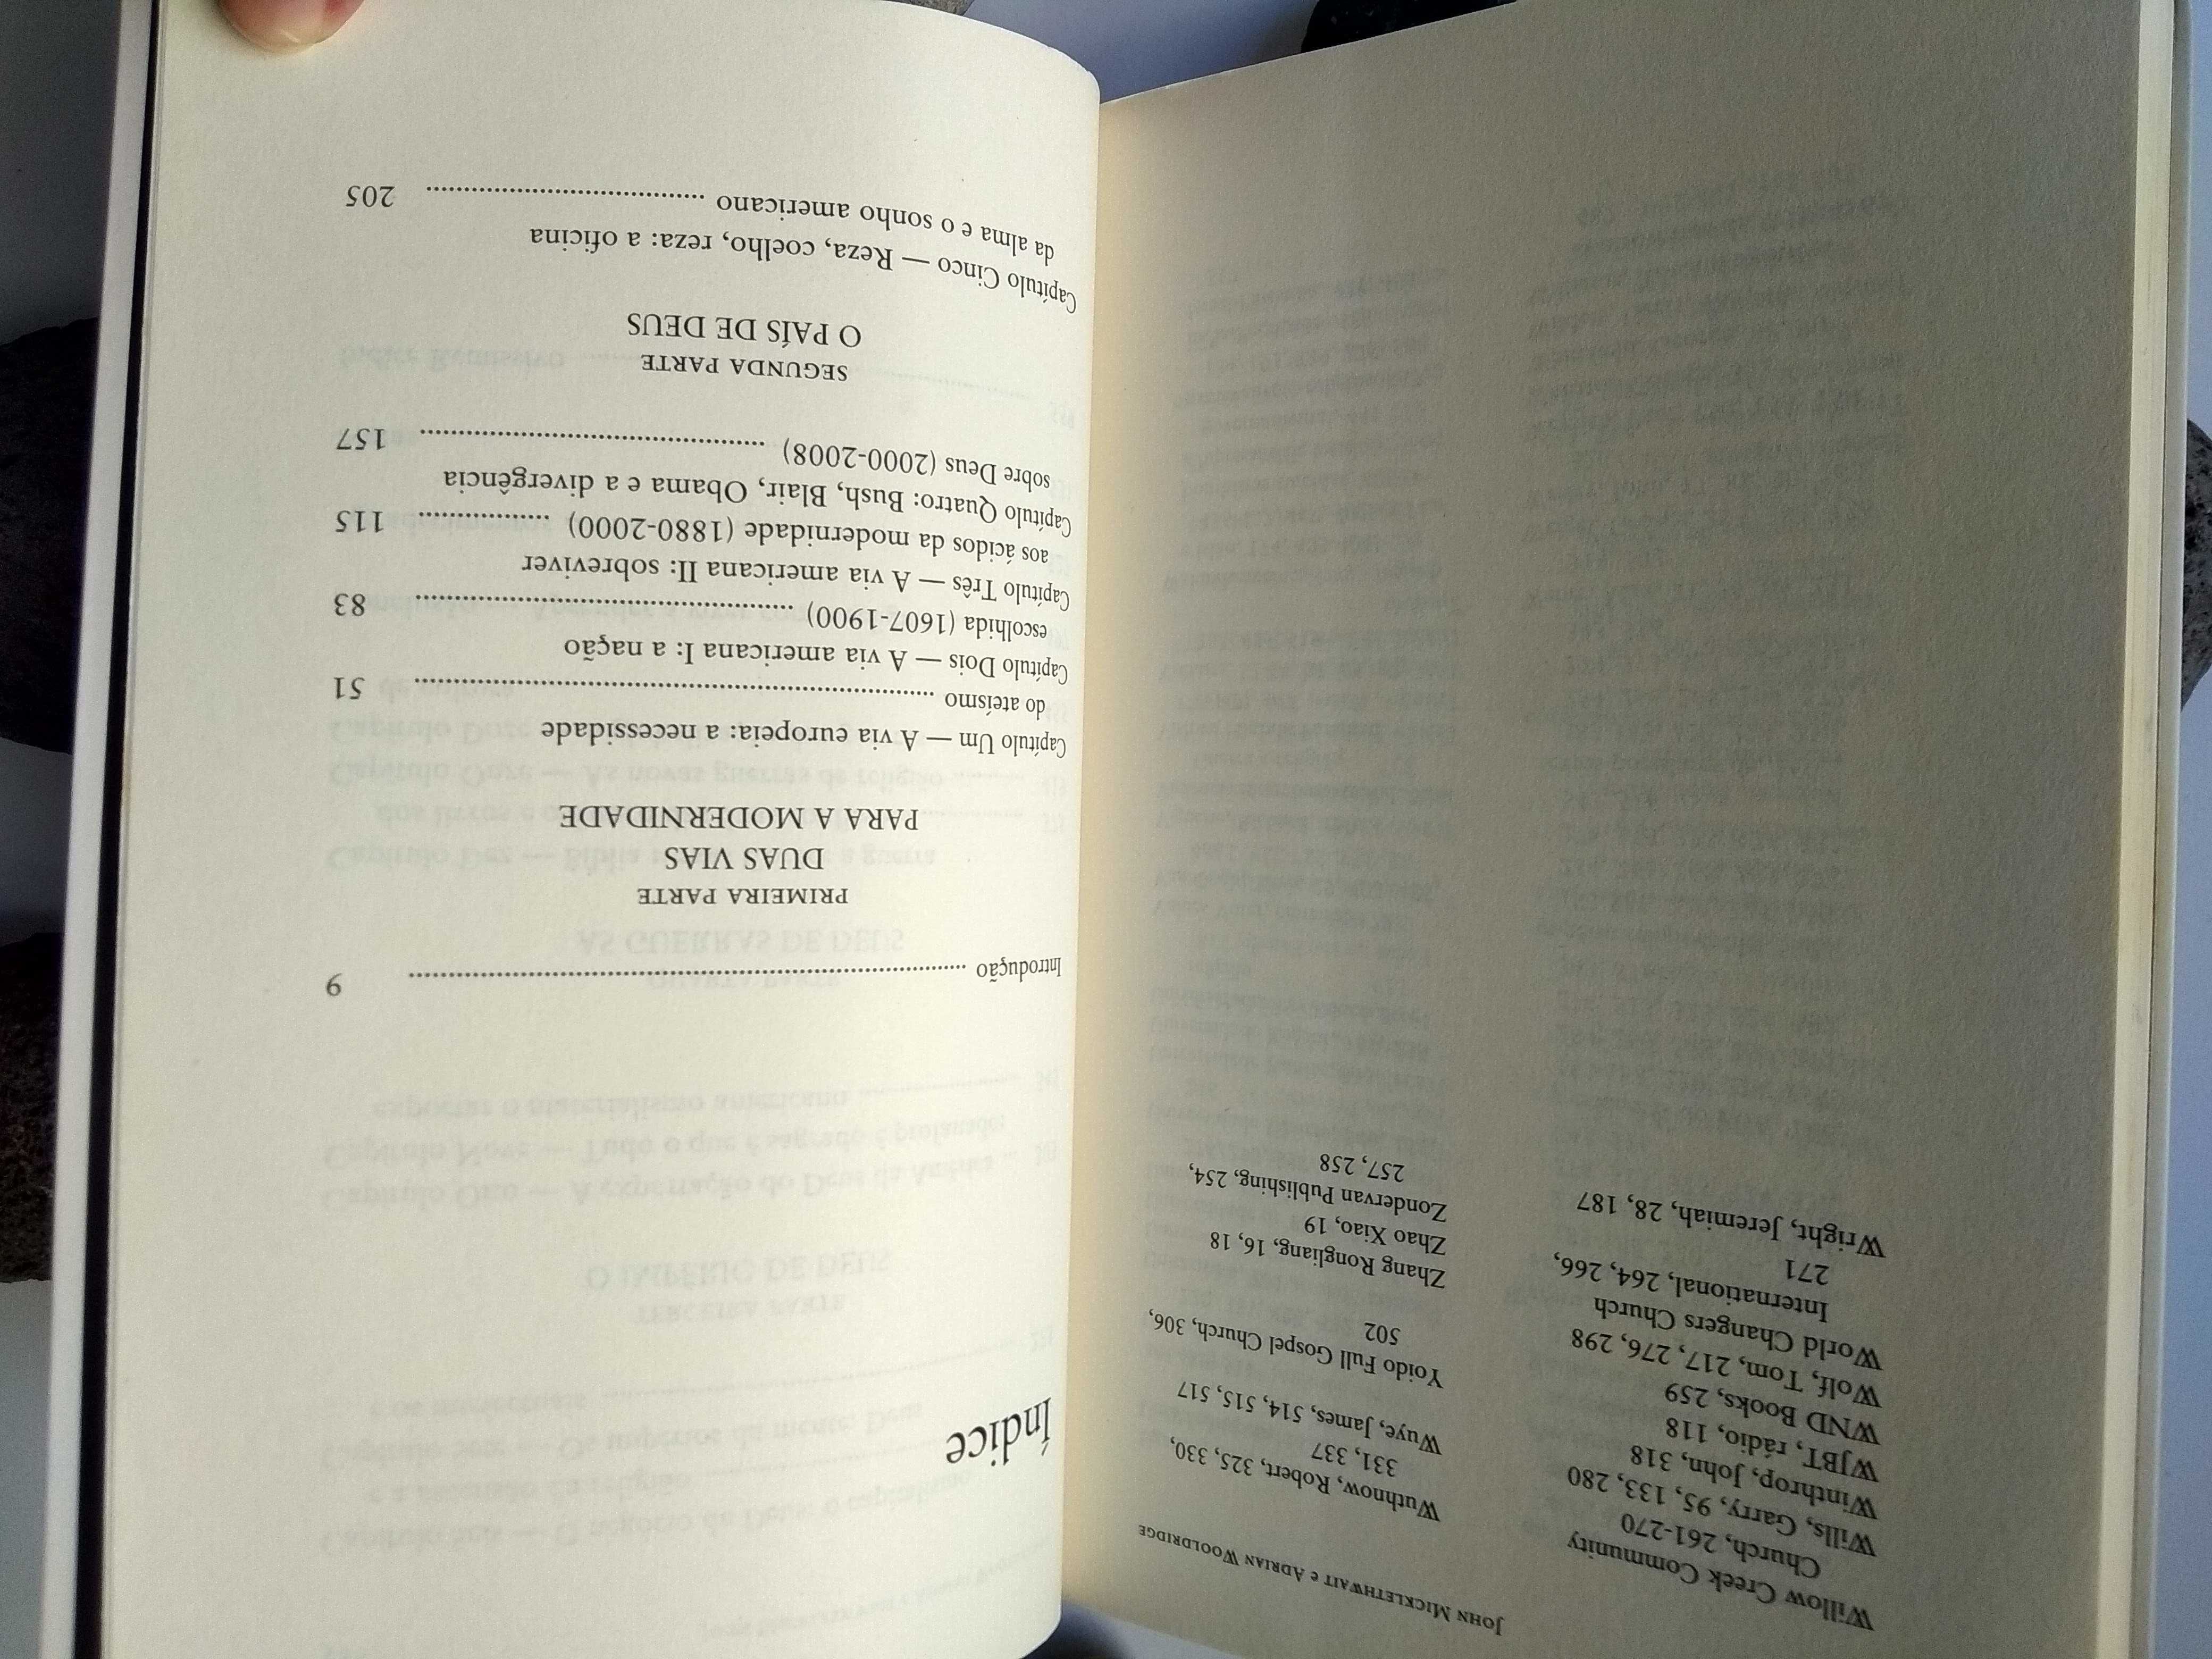 JOHN MICKLETHWAIT E ADRIAN WOOLDRIDGE
Willow Creek Community
Church, 261-270
Wills, Garry, 95, 133, 280
Winthrop, John, 318
WJBT, rádio, 118
WND Books, 259
Wolf, Tom, 217, 276, 298
World Changers Church
International, 264, 266,
271
Wright, Jeremiah, 28, 187
Wuthnow, Robert, 325, 330,
331, 337
Wuye, James, 514, 515, 517
Yoido Full Gospel Church, 306,
502
Zhang Rongliang, 16, 18
Zhao Xiao, 19
Zondervan Publishing, 254,
257, 258
Índice
Introdução ........ 9
PRIMEIRA PARTE
DUAS VIAS
PARA A MODERNIDADE
Capítulo Um — A via europeia: a necessidade
do ateísmo ........ 51
Capítulo Dois — A via americana I: a nação
escolhida (1607-1900) ........ 83
Capítulo Três — A via americana II: sobreviver
aos ácidos da modernidade (1880-2000) ........ 115
Capítulo Quatro: Bush, Blair, Obama e a divergência
sobre Deus (2000-2008) ........ 157
SEGUNDA PARTE
O PAÍS DE DEUS
Capítulo Cinco — Reza, coelho, reza: a oficina
da alma e o sonho americano ........ 205